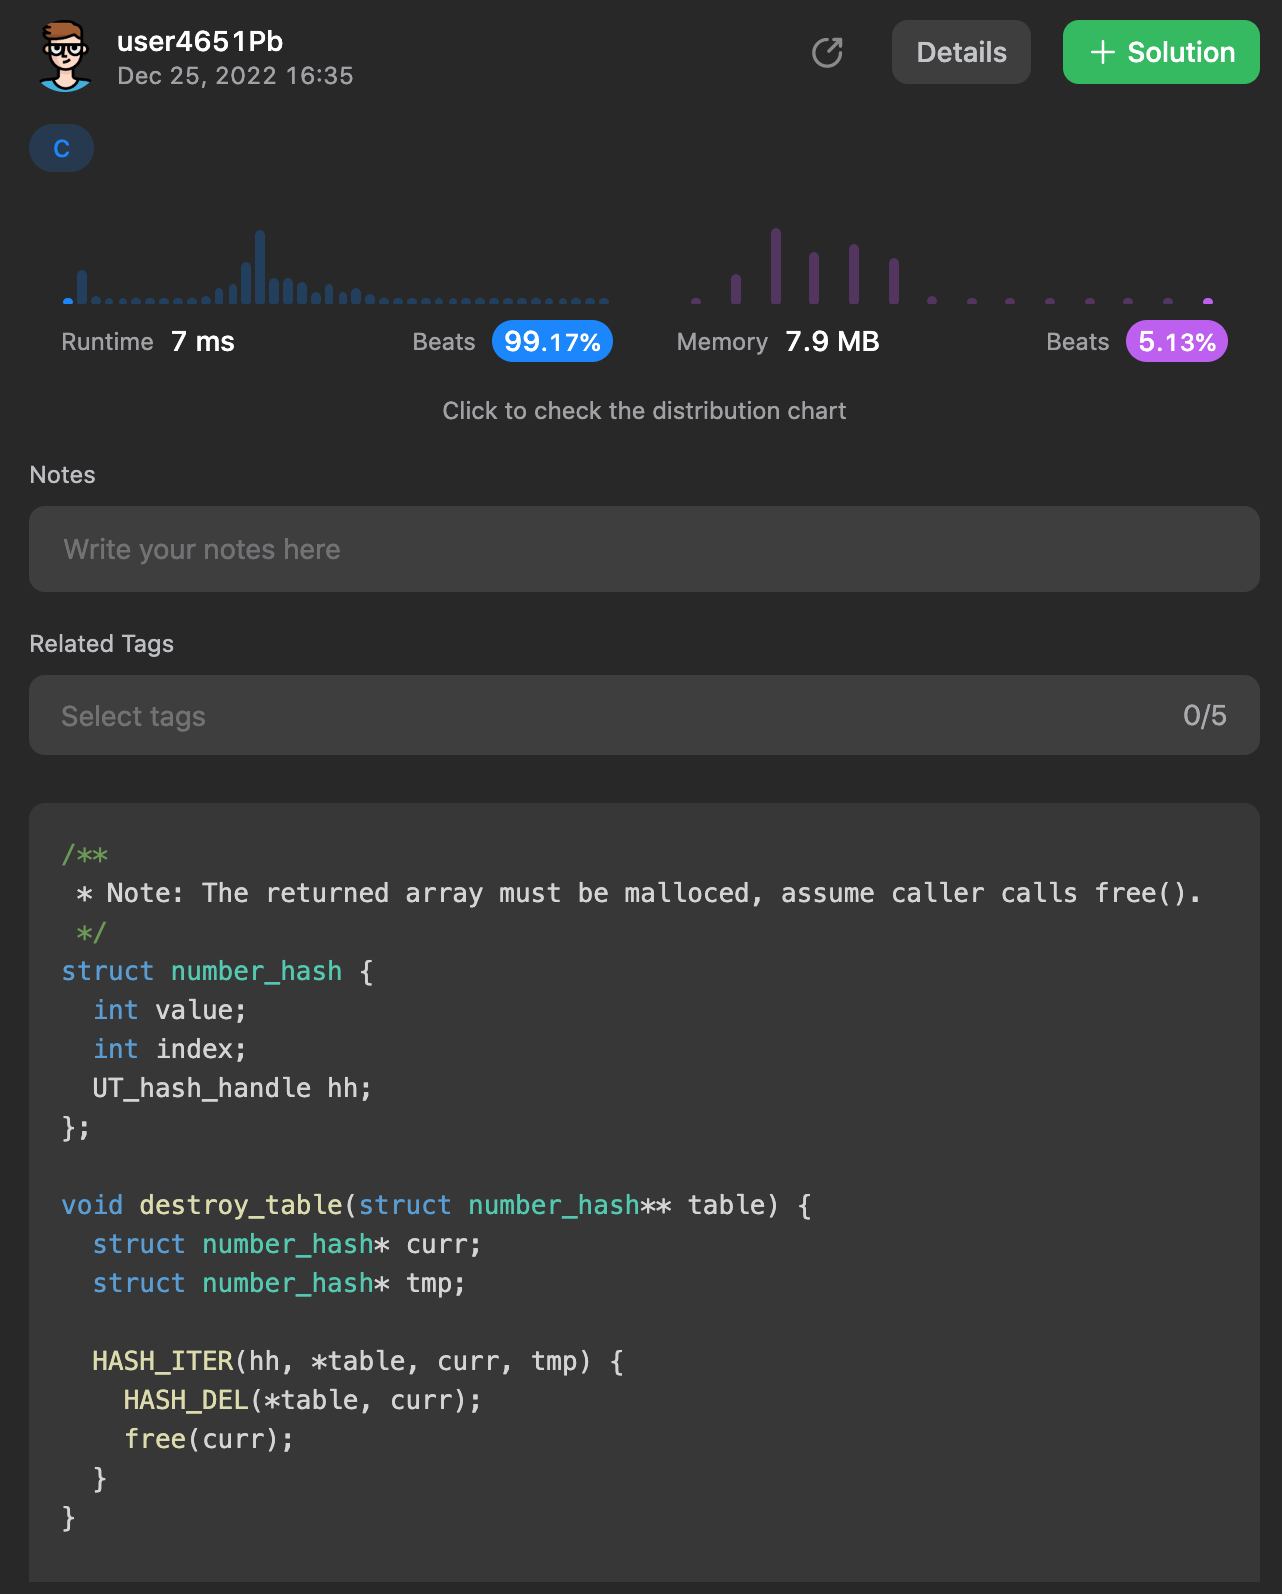 user4651Pb
Dec 25, 2022 16:35
Details
+ Solution
C
Runtime 7 ms Beats 99.17%
Memory 7.9 MB Beats 5.13%
Click to check the distribution chart
Notes
Write your notes here
Related Tags
Select tags 0/5
/**
 * Note: The returned array must be malloced, assume caller calls free().
 */
struct number_hash {
  int value;
  int index;
  UT_hash_handle hh;
};

void destroy_table(struct number_hash** table) {
  struct number_hash* curr;
  struct number_hash* tmp;

  HASH_ITER(hh, *table, curr, tmp) {
    HASH_DEL(*table, curr);
    free(curr);
  }
}